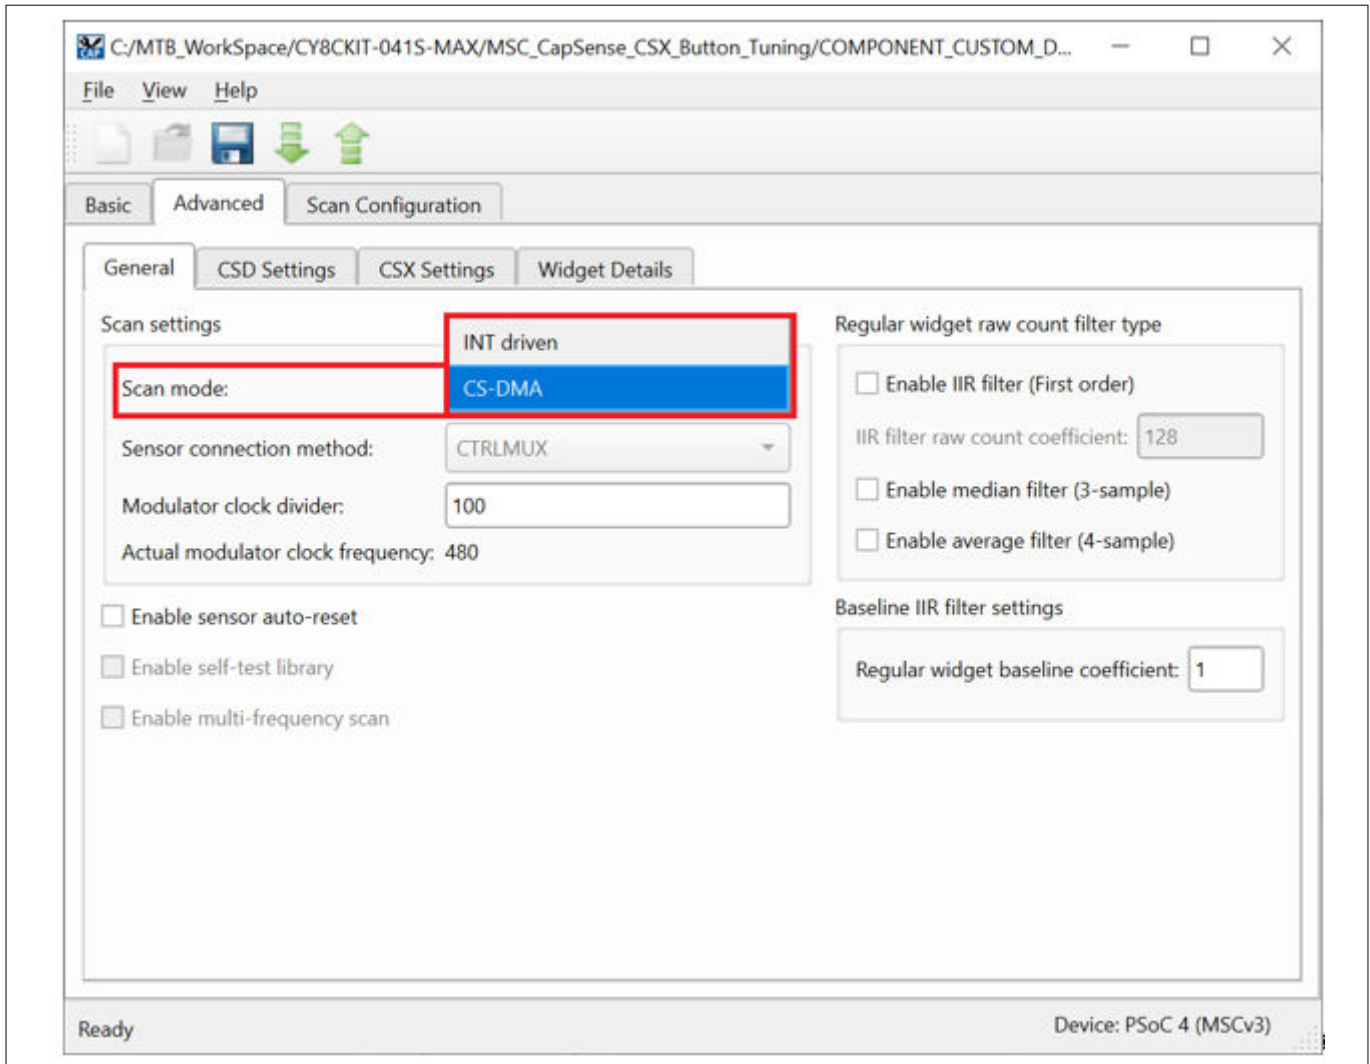 C:/MTB_WorkSpace/CY8CKIT-041S-MAX/MSC_CapSense_CSX_Button_Tuning/COMPONENT_CUSTOM_D...
File View Help
Basic Advanced Scan Configuration
General CSD Settings CSX Settings Widget Details
Scan settings
INT driven
Scan mode: CS-DMA
Sensor connection method: CTRLMUX
Modulator clock divider: 100
Actual modulator clock frequency: 480
Enable sensor auto-reset
Enable self-test library
Enable multi-frequency scan
Regular widget raw count filter type
Enable IIR filter (First order)
IIR filter raw count coefficient: 128
Enable median filter (3-sample)
Enable average filter (4-sample)
Baseline IIR filter settings
Regular widget baseline coefficient: 1
Ready
Device: PSoC 4 (MSCv3)